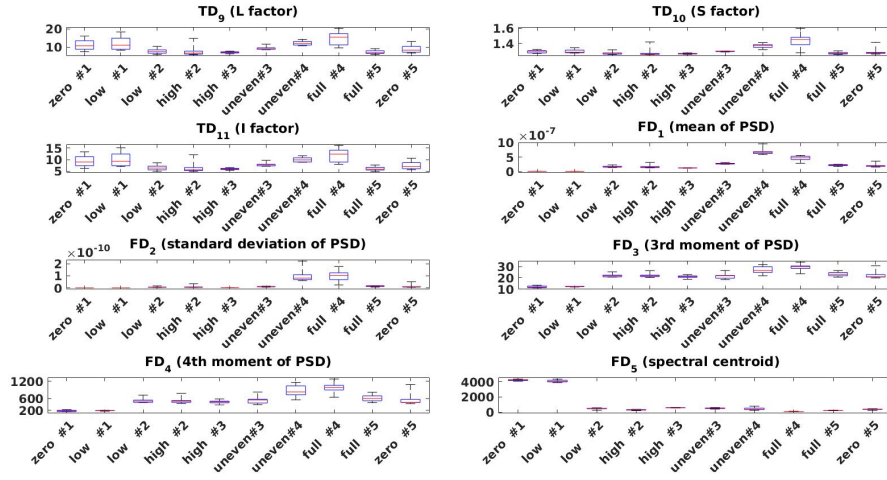 TD9 (L factor)
20
10
zero #1 low #1 low #2 high #2 high #3 uneven#3 uneven#4 full #4 full #5 zero #5
TD10 (S factor)
1.6
1.4
zero #1 low #1 low #2 high #2 high #3 uneven#3 uneven#4 full #4 full #5 zero #5
TD11 (I factor)
15
10
5
zero #1 low #1 low #2 high #2 high #3 uneven#3 uneven#4 full #4 full #5 zero #5
FD1 (mean of PSD)
×10-7
10
5
0
zero #1 low #1 low #2 high #2 high #3 uneven#3 uneven#4 full #4 full #5 zero #5
FD2 (standard deviation of PSD)
×10-10
2
1
0
zero #1 low #1 low #2 high #2 high #3 uneven#3 uneven#4 full #4 full #5 zero #5
FD3 (3rd moment of PSD)
30
20
10
zero #1 low #1 low #2 high #2 high #3 uneven#3 uneven#4 full #4 full #5 zero #5
FD4 (4th moment of PSD)
1200
600
200
zero #1 low #1 low #2 high #2 high #3 uneven#3 uneven#4 full #4 full #5 zero #5
FD5 (spectral centroid)
4000
2000
0
zero #1 low #1 low #2 high #2 high #3 uneven#3 uneven#4 full #4 full #5 zero #5